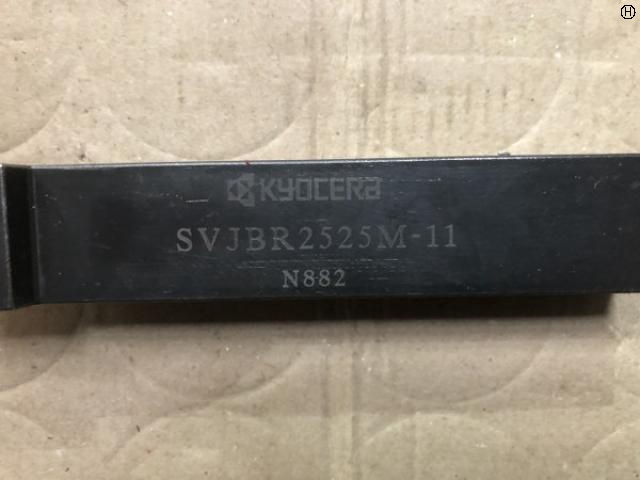 H
KYOCERA
SVJBR2525M-11
N882